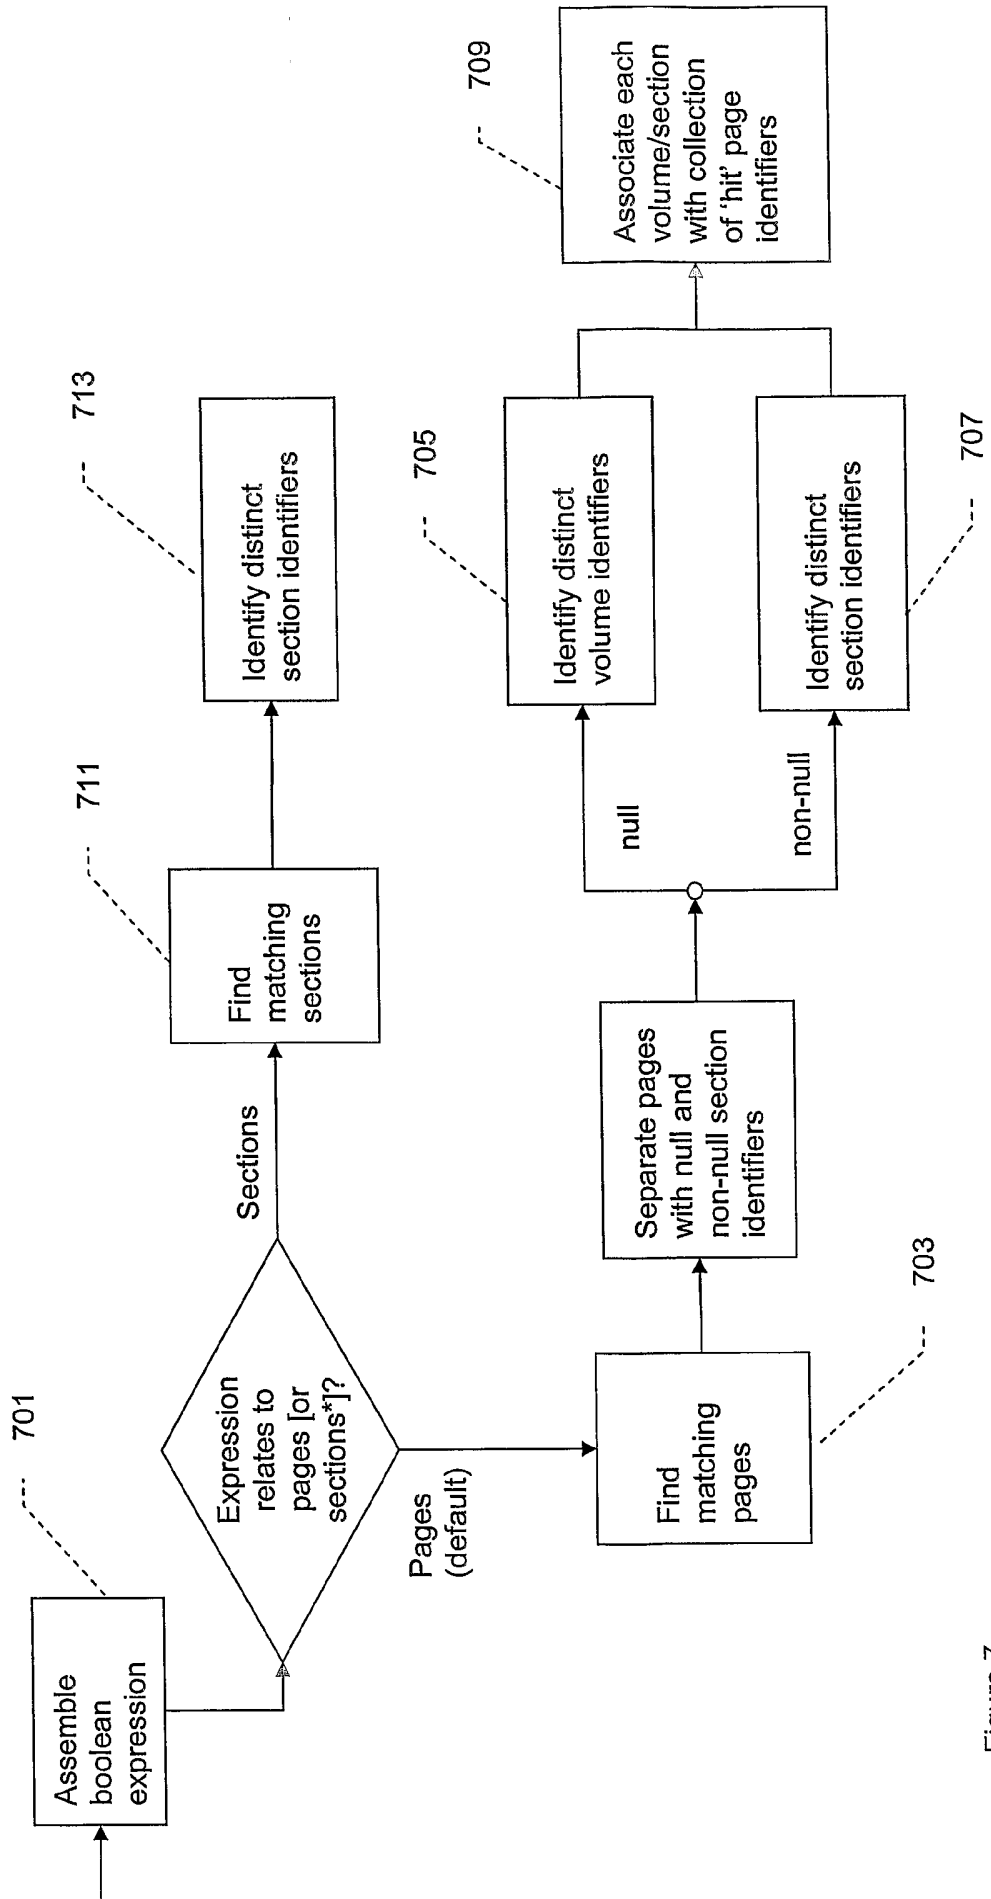 701
Assemble
boolean
expression
Expression
relates to
pages [or
sections*]?
Sections
711
Find
matching
sections
713
Identify distinct
section identifiers
Pages
(default)
Find
matching
pages
703
Separate pages
with null and
non-null section
identifiers
null
non-null
705
Identify distinct
volume identifiers
Identify distinct
section identifiers
707
709
Associate each
volume/section
with collection
of ‘hit’ page
identifiers
Figure 7